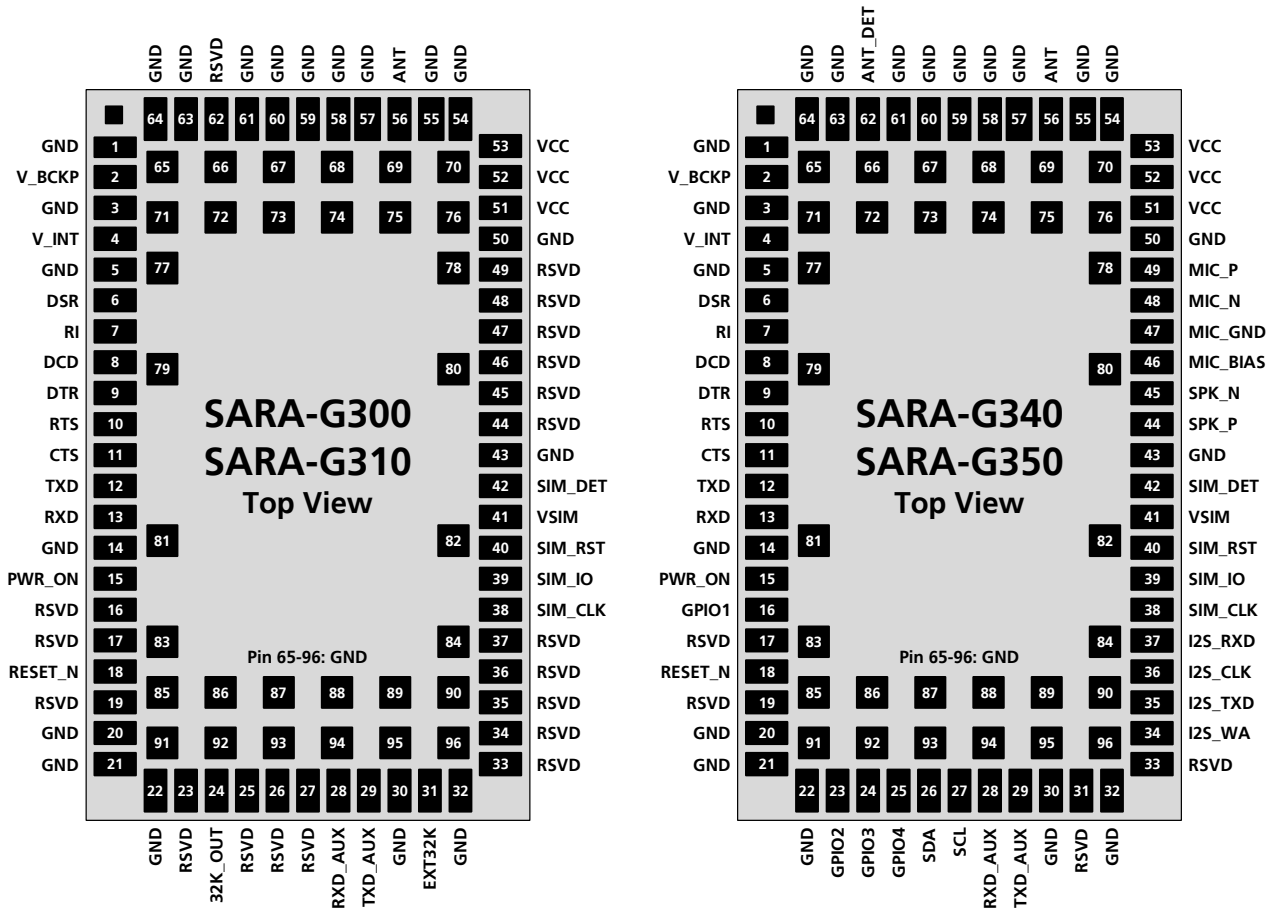 GND GND RSVD GND GND GND GND GND ANT GND GND
64 63 62 61 60 59 58 57 56 55 54
GND 1
V_BCKP 2
GND 3
V_INT 4
GND 5
DSR 6
RI 7
DCD 8
DTR 9
RTS 10
CTS 11
TXD 12
RXD 13
GND 14
PWR_ON 15
RSVD 16
RSVD 17
RESET_N 18
RSVD 19
GND 20
GND 21
65 66 67 68 69 70
71 72 73 74 75 76
77 78
79 80
SARA-G300
SARA-G310
Top View
81 82
83 84
Pin 65-96: GND
85 86 87 88 89 90
91 92 93 94 95 96
53 VCC
52 VCC
51 VCC
50 GND
49 RSVD
48 RSVD
47 RSVD
46 RSVD
45 RSVD
44 RSVD
43 GND
42 SIM_DET
41 VSIM
40 SIM_RST
39 SIM_IO
38 SIM_CLK
37 RSVD
36 RSVD
35 RSVD
34 RSVD
33 RSVD
22 23 24 25 26 27 28 29 30 31 32
GND RSVD 32K_OUT RSVD RSVD RSVD RXD_AUX TXD_AUX GND EXT32K GND
GND GND ANT_DET GND GND GND GND GND ANT GND GND
64 63 62 61 60 59 58 57 56 55 54
GND 1
V_BCKP 2
GND 3
V_INT 4
GND 5
DSR 6
RI 7
DCD 8
DTR 9
RTS 10
CTS 11
TXD 12
RXD 13
GND 14
PWR_ON 15
GPIO1 16
RSVD 17
RESET_N 18
RSVD 19
GND 20
GND 21
65 66 67 68 69 70
71 72 73 74 75 76
77 78
79 80
SARA-G340
SARA-G350
Top View
81 82
83 84
Pin 65-96: GND
85 86 87 88 89 90
91 92 93 94 95 96
53 VCC
52 VCC
51 VCC
50 GND
49 MIC_P
48 MIC_N
47 MIC_GND
46 MIC_BIAS
45 SPK_N
44 SPK_P
43 GND
42 SIM_DET
41 VSIM
40 SIM_RST
39 SIM_IO
38 SIM_CLK
37 I2S_RXD
36 I2S_CLK
35 I2S_TXD
34 I2S_WA
33 RSVD
22 23 24 25 26 27 28 29 30 31 32
GND GPIO2 GPIO3 GPIO4 SDA SCL RXD_AUX TXD_AUX GND RSVD GND